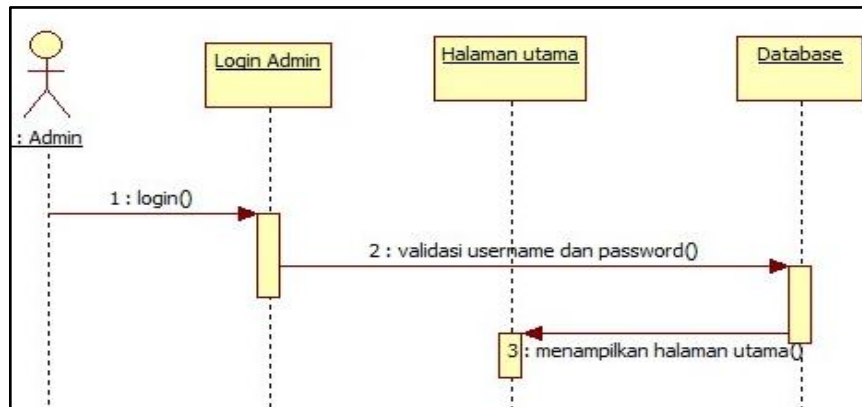 Login Admin
Halaman utama
Database
: Admin
1 : login()
2 : validasi username dan password()
3 : menampilkan halaman utama()